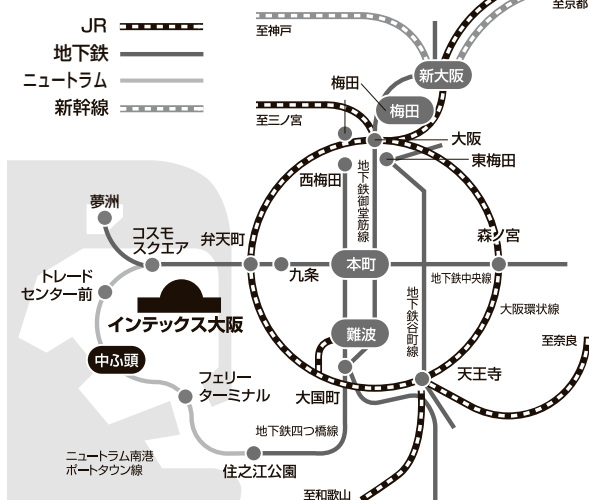 JR
地下鉄
ニュートラム
新幹線
至神戸
至京都
新大阪
梅田
梅田
至三ノ宮
大阪
東梅田
西梅田
地下鉄御堂筋線
夢洲
コスモ
スクエア
弁天町
九条
本町
森ノ宮
地下鉄中央線
トレード
センター前
インテックス大阪
地下鉄谷町線
大阪環状線
難波
至奈良
中ふ頭
フェリー
ターミナル
大国町
天王寺
地下鉄四つ橋線
ニュートラム南港
ポートタウン線
住之江公園
至和歌山